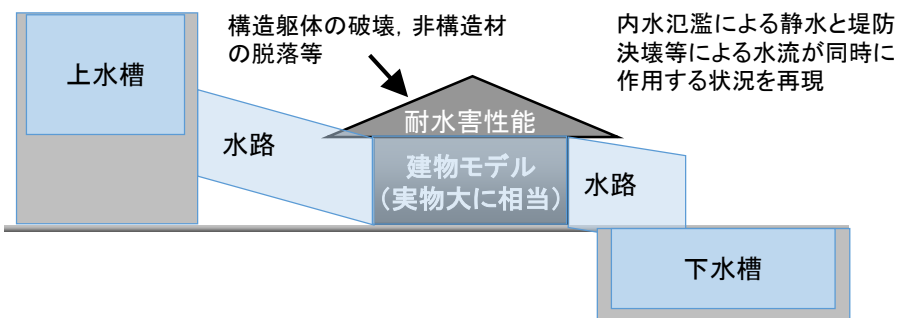 構造躯体の破壊，非構造材
の脱落等
内水氾濫による静水と堤防
決壊等による水流が同時に
作用する状況を再現
上水槽
水路
耐水害性能
建物モデル
（実物大に相当）
水路
下水槽